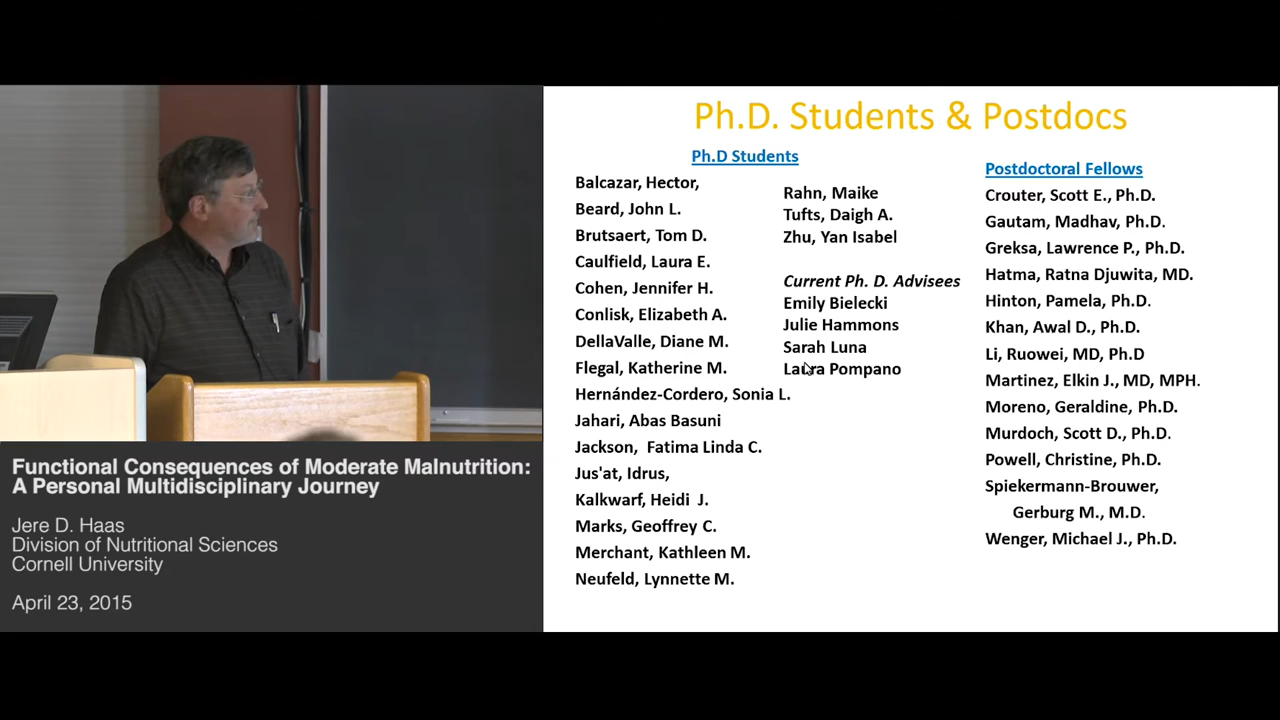 Ph.D. Students & Postdocs
Ph.D Students
Balcazar, Hector,
Beard, John L.
Brutsaert, Tom D.
Caulfield, Laura E.
Cohen, Jennifer H.
Conlisk, Elizabeth A.
DellaValle, Diane M.
Flegal, Katherine M.
Hernández-Cordero, Sonia L.
Jahari, Abas Basuni
Jackson, Fatima Linda C.
Jus'at, Idrus,
Kalkwarf, Heidi J.
Marks, Geoffrey C.
Merchant, Kathleen M.
Neufeld, Lynnette M.
Rahn, Maike
Tufts, Daigh A.
Zhu, Yan Isabel
Current Ph. D. Advisees
Emily Bielecki
Julie Hammons
Sarah Luna
Laura Pompano
Postdoctoral Fellows
Crouter, Scott E., Ph.D.
Gautam, Madhav, Ph.D.
Greksa, Lawrence P., Ph.D.
Hatma, Ratna Djuwita, MD.
Hinton, Pamela, Ph.D.
Khan, Awal D., Ph.D.
Li, Ruowei, MD, Ph.D
Martinez, Elkin J., MD, MPH.
Moreno, Geraldine, Ph.D.
Murdoch, Scott D., Ph.D.
Powell, Christine, Ph.D.
Spiekermann-Brouwer,
Gerburg M., M.D.
Wenger, Michael J., Ph.D.
Functional Consequences of Moderate Malnutrition:
A Personal Multidisciplinary Journey
Jere D. Haas
Division of Nutritional Sciences
Cornell University
April 23, 2015